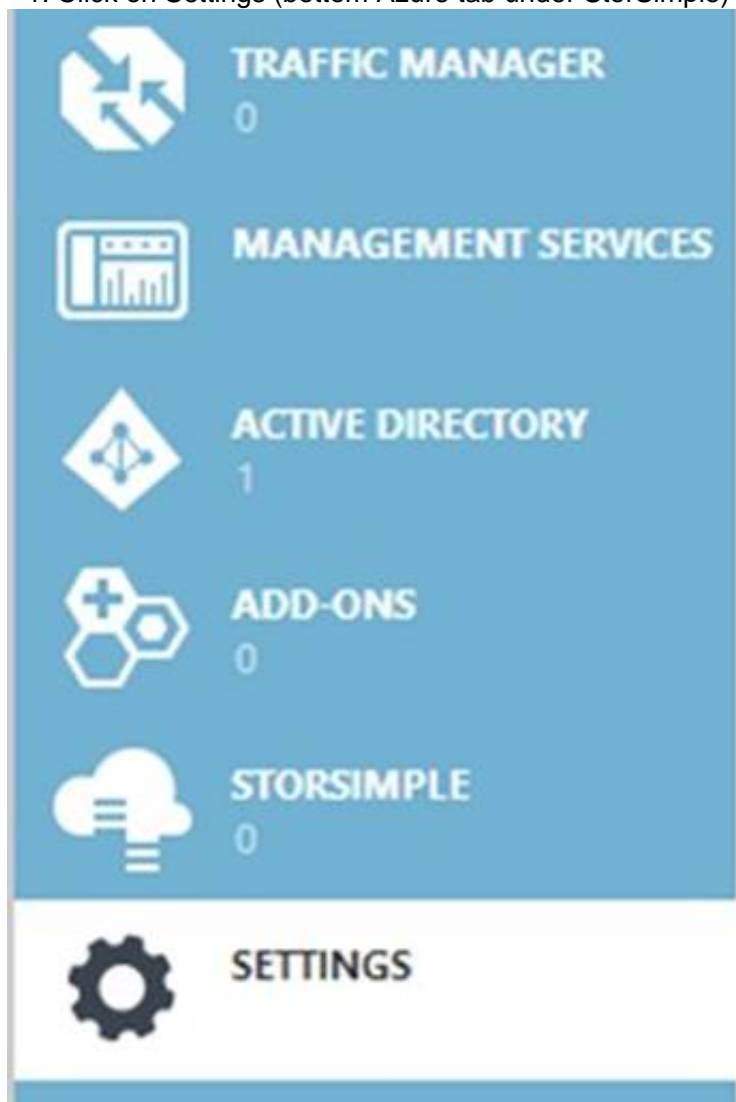 1. Click on Settings (bottom Azure tab under StorSimple)
TRAFFIC MANAGER
0
MANAGEMENT SERVICES
ACTIVE DIRECTORY
1
ADD-ONS
0
STORSIMPLE
0
SETTINGS